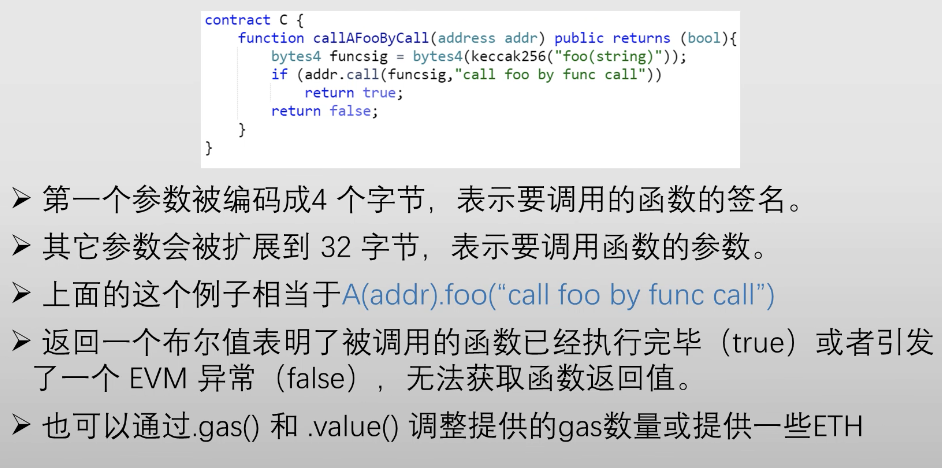 contract C {
function callAFooByCall(address addr) public returns (bool){
bytes4 funcsig = bytes4(keccak256("foo(string)"));
if (addr.call(funcsig,"call foo by func call"))
return true;
return false;
}
}
➢ 第一个参数被编码成4 个字节，表示要调用的函数的签名。
➢ 其它参数会被扩展到 32 字节，表示要调用函数的参数。
➢ 上面的这个例子相当于A(addr).foo(“call foo by func call”)
➢ 返回一个布尔值表明了被调用的函数已经执行完毕（true）或者引发
了一个 EVM 异常（false），无法获取函数返回值。
➢ 也可以通过.gas() 和 .value() 调整提供的gas数量或提供一些ETH